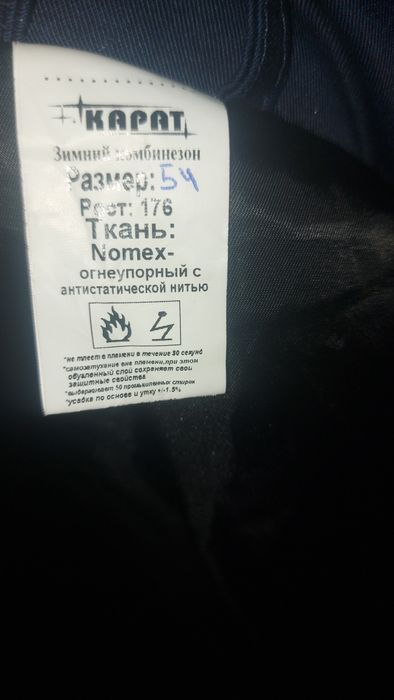 КАРАТ
Зимний комбинезон
Размер: 54
Рост: 176
Ткань:
Nomex-
огнеупорный с
антистатической нитью
*не тлеет в пламени в течение 30 секунд
*самозатухание вне пламени,при этом
обугленный слой сохраняет свои
защитные свойства
*выдерживает 50 промышленных стирок
*усадка по основе и утку +/-1.5%